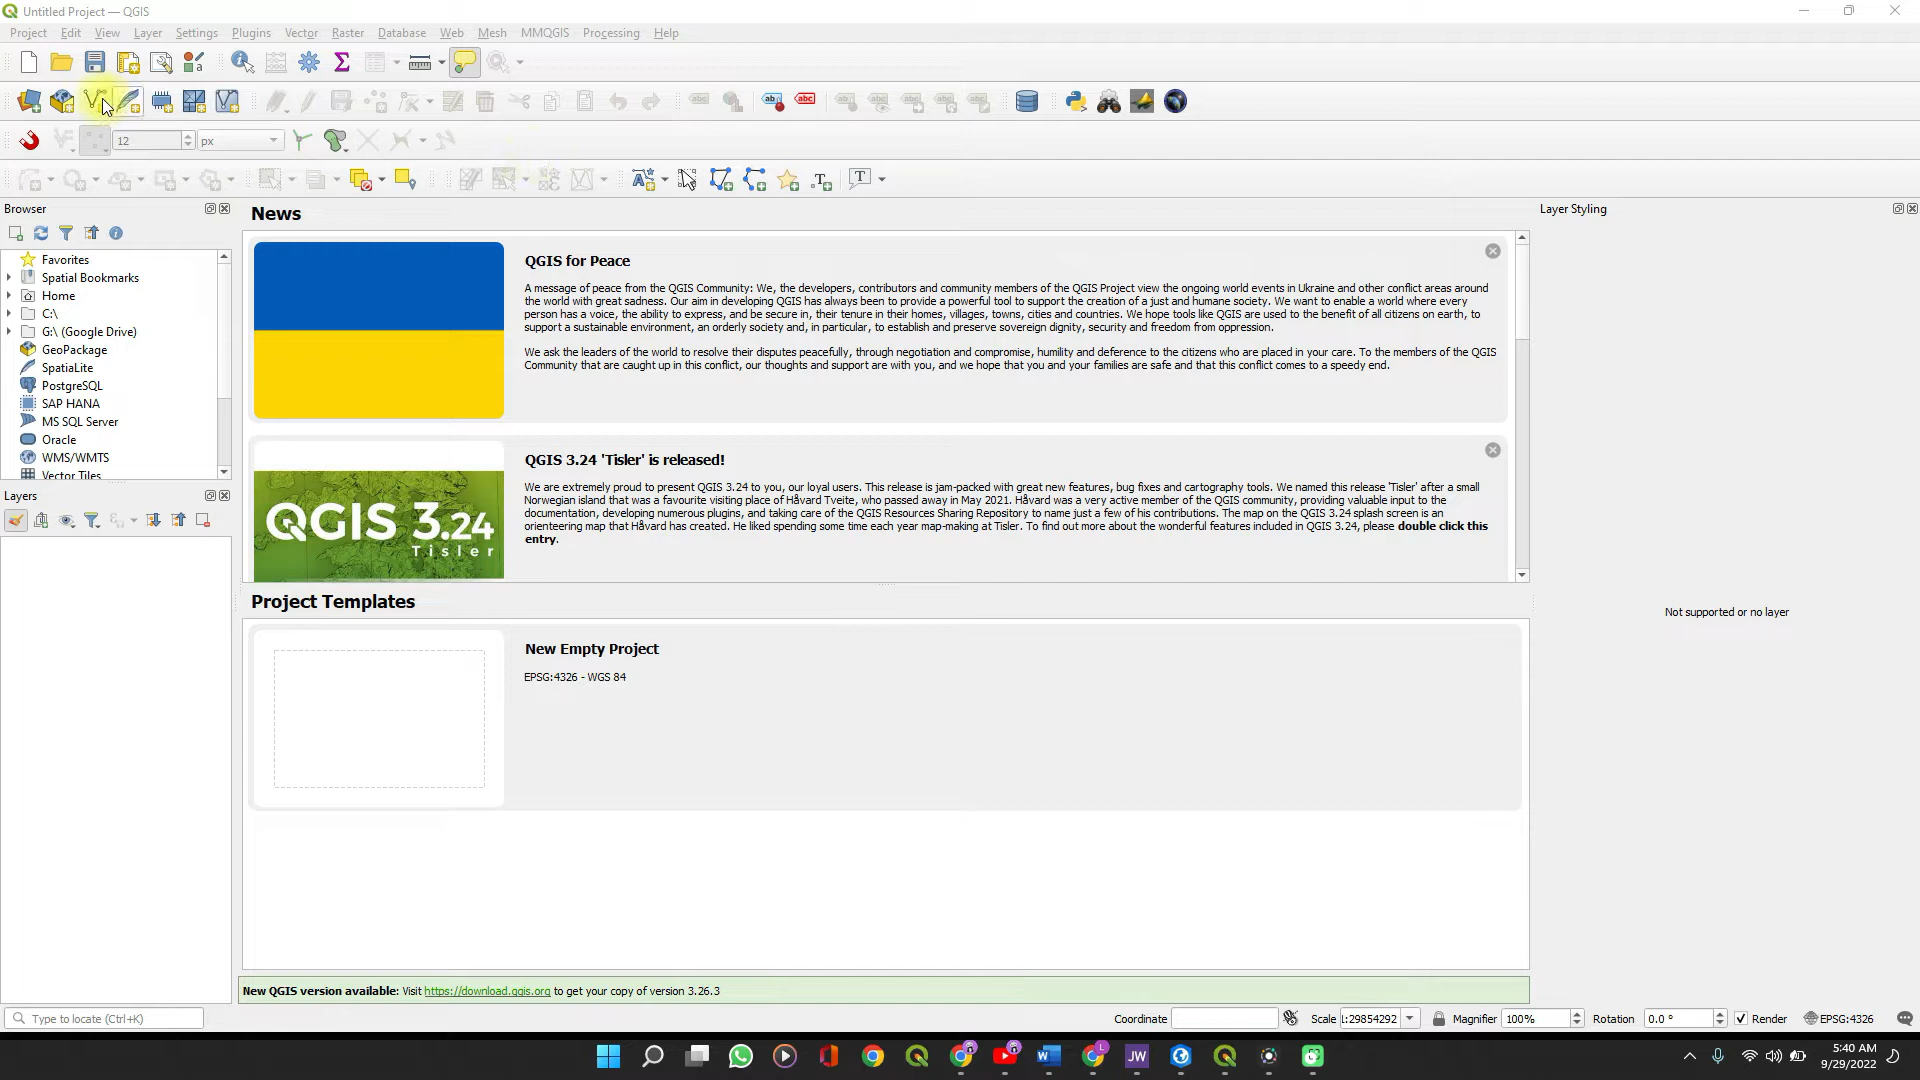 Untitled Project — QGIS
Project Edit View Layer Settings Plugins Vector Raster Database Web Mesh MMQGIS Processing Help
12 px
Browser
Favorites
Spatial Bookmarks
Home
C:\
G:\ (Google Drive)
GeoPackage
SpatiaLite
PostgreSQL
SAP HANA
MS SQL Server
Oracle
WMS/WMTS
Vector Tiles
Layers
News
QGIS for Peace
A message of peace from the QGIS Community: We, the developers, contributors and community members of the QGIS Project view the ongoing world events in Ukraine and other conflict areas around
the world with great sadness. Our aim in developing QGIS has always been to provide a powerful tool to support the creation of a just and humane society. We want to enable a world where every
person has a voice, the ability to express, and be secure in, their tenure in their homes, villages, towns, cities and countries. We hope tools like QGIS are used to the benefit of all citizens on earth, to
support a sustainable environment, an orderly society and, in particular, to establish and preserve sovereign dignity, security and freedom from oppression.
We ask the leaders of the world to resolve their disputes peacefully, through negotiation and compromise, humility and deference to the citizens who are placed in your care. To the members of the QGIS
Community that are caught up in this conflict, our thoughts and support are with you, and we hope that you and your families are safe and that this conflict comes to a speedy end.
QGIS 3.24
Tisler
QGIS 3.24 'Tisler' is released!
We are extremely proud to present QGIS 3.24 to you, our loyal users. This release is jam-packed with great new features, bug fixes and cartography tools. We named this release 'Tisler' after a small
Norwegian island that was a favourite visiting place of Håvard Tveite, who passed away in May 2021. Håvard was a very active member of the QGIS community, providing valuable input to the
documentation, developing numerous plugins, and taking care of the QGIS Resources Sharing Repository to name just a few of his contributions. The map on the QGIS 3.24 splash screen is an
orienteering map that Håvard has created. He liked spending some time each year map-making at Tisler. To find out more about the wonderful features included in QGIS 3.24, please double click this
entry.
Project Templates
New Empty Project
EPSG:4326 - WGS 84
New QGIS version available: Visit https://download.qgis.org to get your copy of version 3.26.3
Layer Styling
Not supported or no layer
Type to locate (Ctrl+K)
Coordinate Scale 1:29854292 Magnifier 100% Rotation 0.0 ° Render EPSG:4326
JW
5:40 AM
9/29/2022